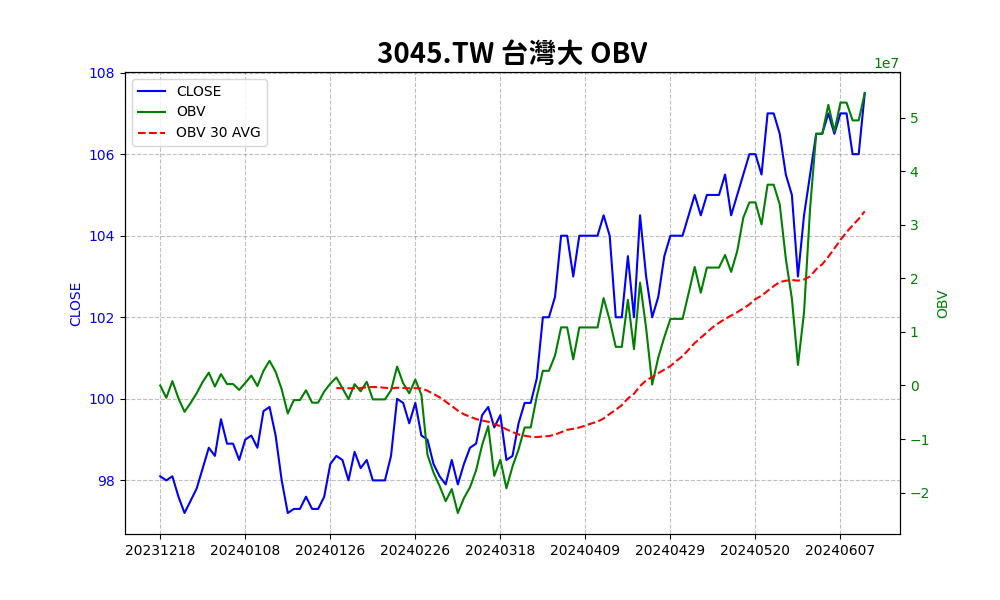 3045.TW 台灣大 OBV
1e7
CLOSE
OBV
OBV 30 AVG
108
106
104
102
100
98
CLOSE
5
4
3
2
1
0
−1
−2
OBV
20231218 20240108 20240126 20240226 20240318 20240409 20240429 20240520 20240607